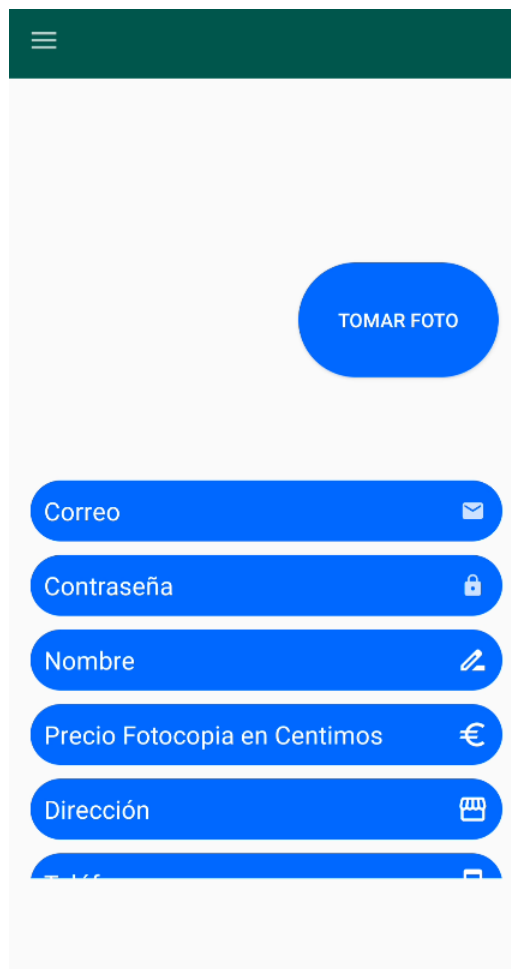 TOMAR FOTO
Correo
Contraseña
Nombre
Precio Fotocopia en Centimos
Dirección